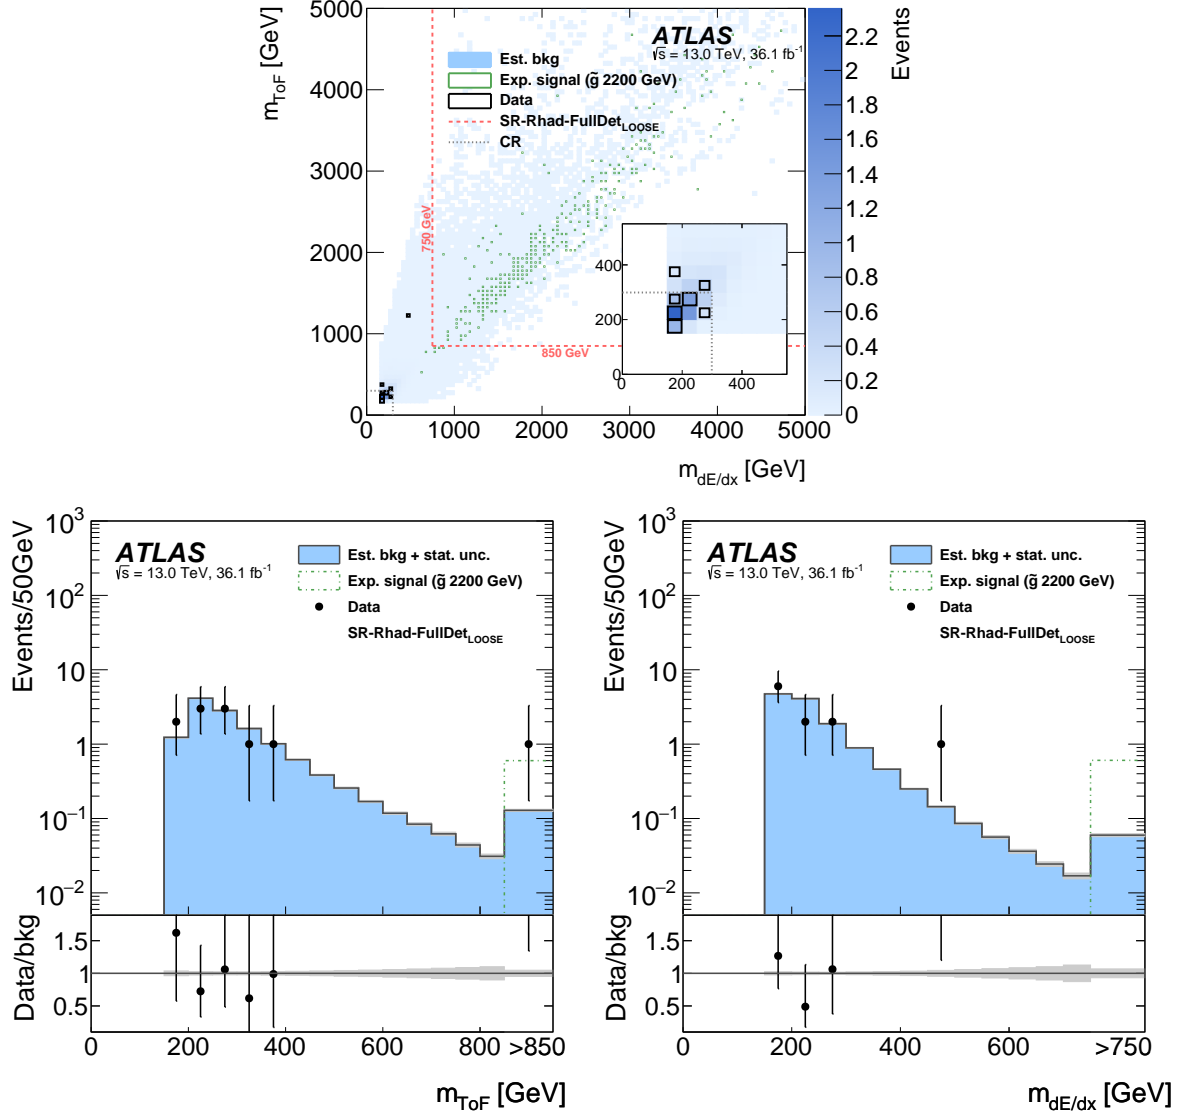 m_ToF [GeV]
5000
4000
3000
2000
1000
0
ATLAS
√s = 13.0 TeV, 36.1 fb⁻¹
Est. bkg
Exp. signal (g̃ 2200 GeV)
Data
SR-Rhad-FullDet_LOOSE
CR
750 GeV
850 GeV
400
200
0
0 200 400
0 1000 2000 3000 4000 5000
m_dE/dx [GeV]
Events
2.2
2
1.8
1.6
1.4
1.2
1
0.8
0.6
0.4
0.2
0
Events/50GeV
10³
10²
10
1
10⁻¹
10⁻²
ATLAS
√s = 13.0 TeV, 36.1 fb⁻¹
Est. bkg + stat. unc.
Exp. signal (g̃ 2200 GeV)
Data
SR-Rhad-FullDet_LOOSE
Data/bkg
1.5
1
0.5
0 200 400 600 >850
m_ToF [GeV]
Events/50GeV
10³
10²
10
1
10⁻¹
10⁻²
ATLAS
√s = 13.0 TeV, 36.1 fb⁻¹
Est. bkg + stat. unc.
Exp. signal (g̃ 2200 GeV)
Data
SR-Rhad-FullDet_LOOSE
Data/bkg
1.5
1
0.5
0 200 400 600 >750
m_dE/dx [GeV]